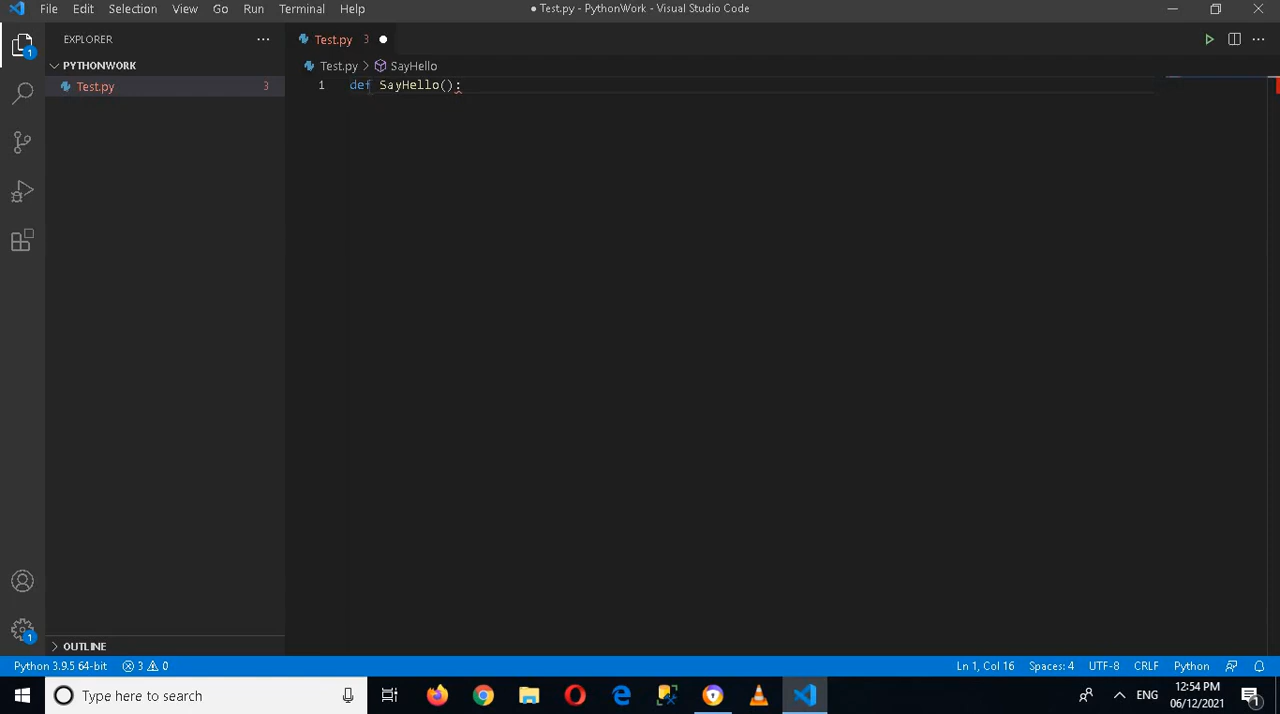 File Edit Selection View Go Run Terminal Help ● Test.py - PythonWork - Visual Studio Code
EXPLORER ··· Test.py 3 ●
PYTHONWORK Test.py > SayHello
Test.py 3
1 def SayHello():
1
1
OUTLINE
Python 3.9.5 64-bit 3 0 Ln 1, Col 16 Spaces: 4 UTF-8 CRLF Python
Type here to search ENG 12:54 PM
06/12/2021 1